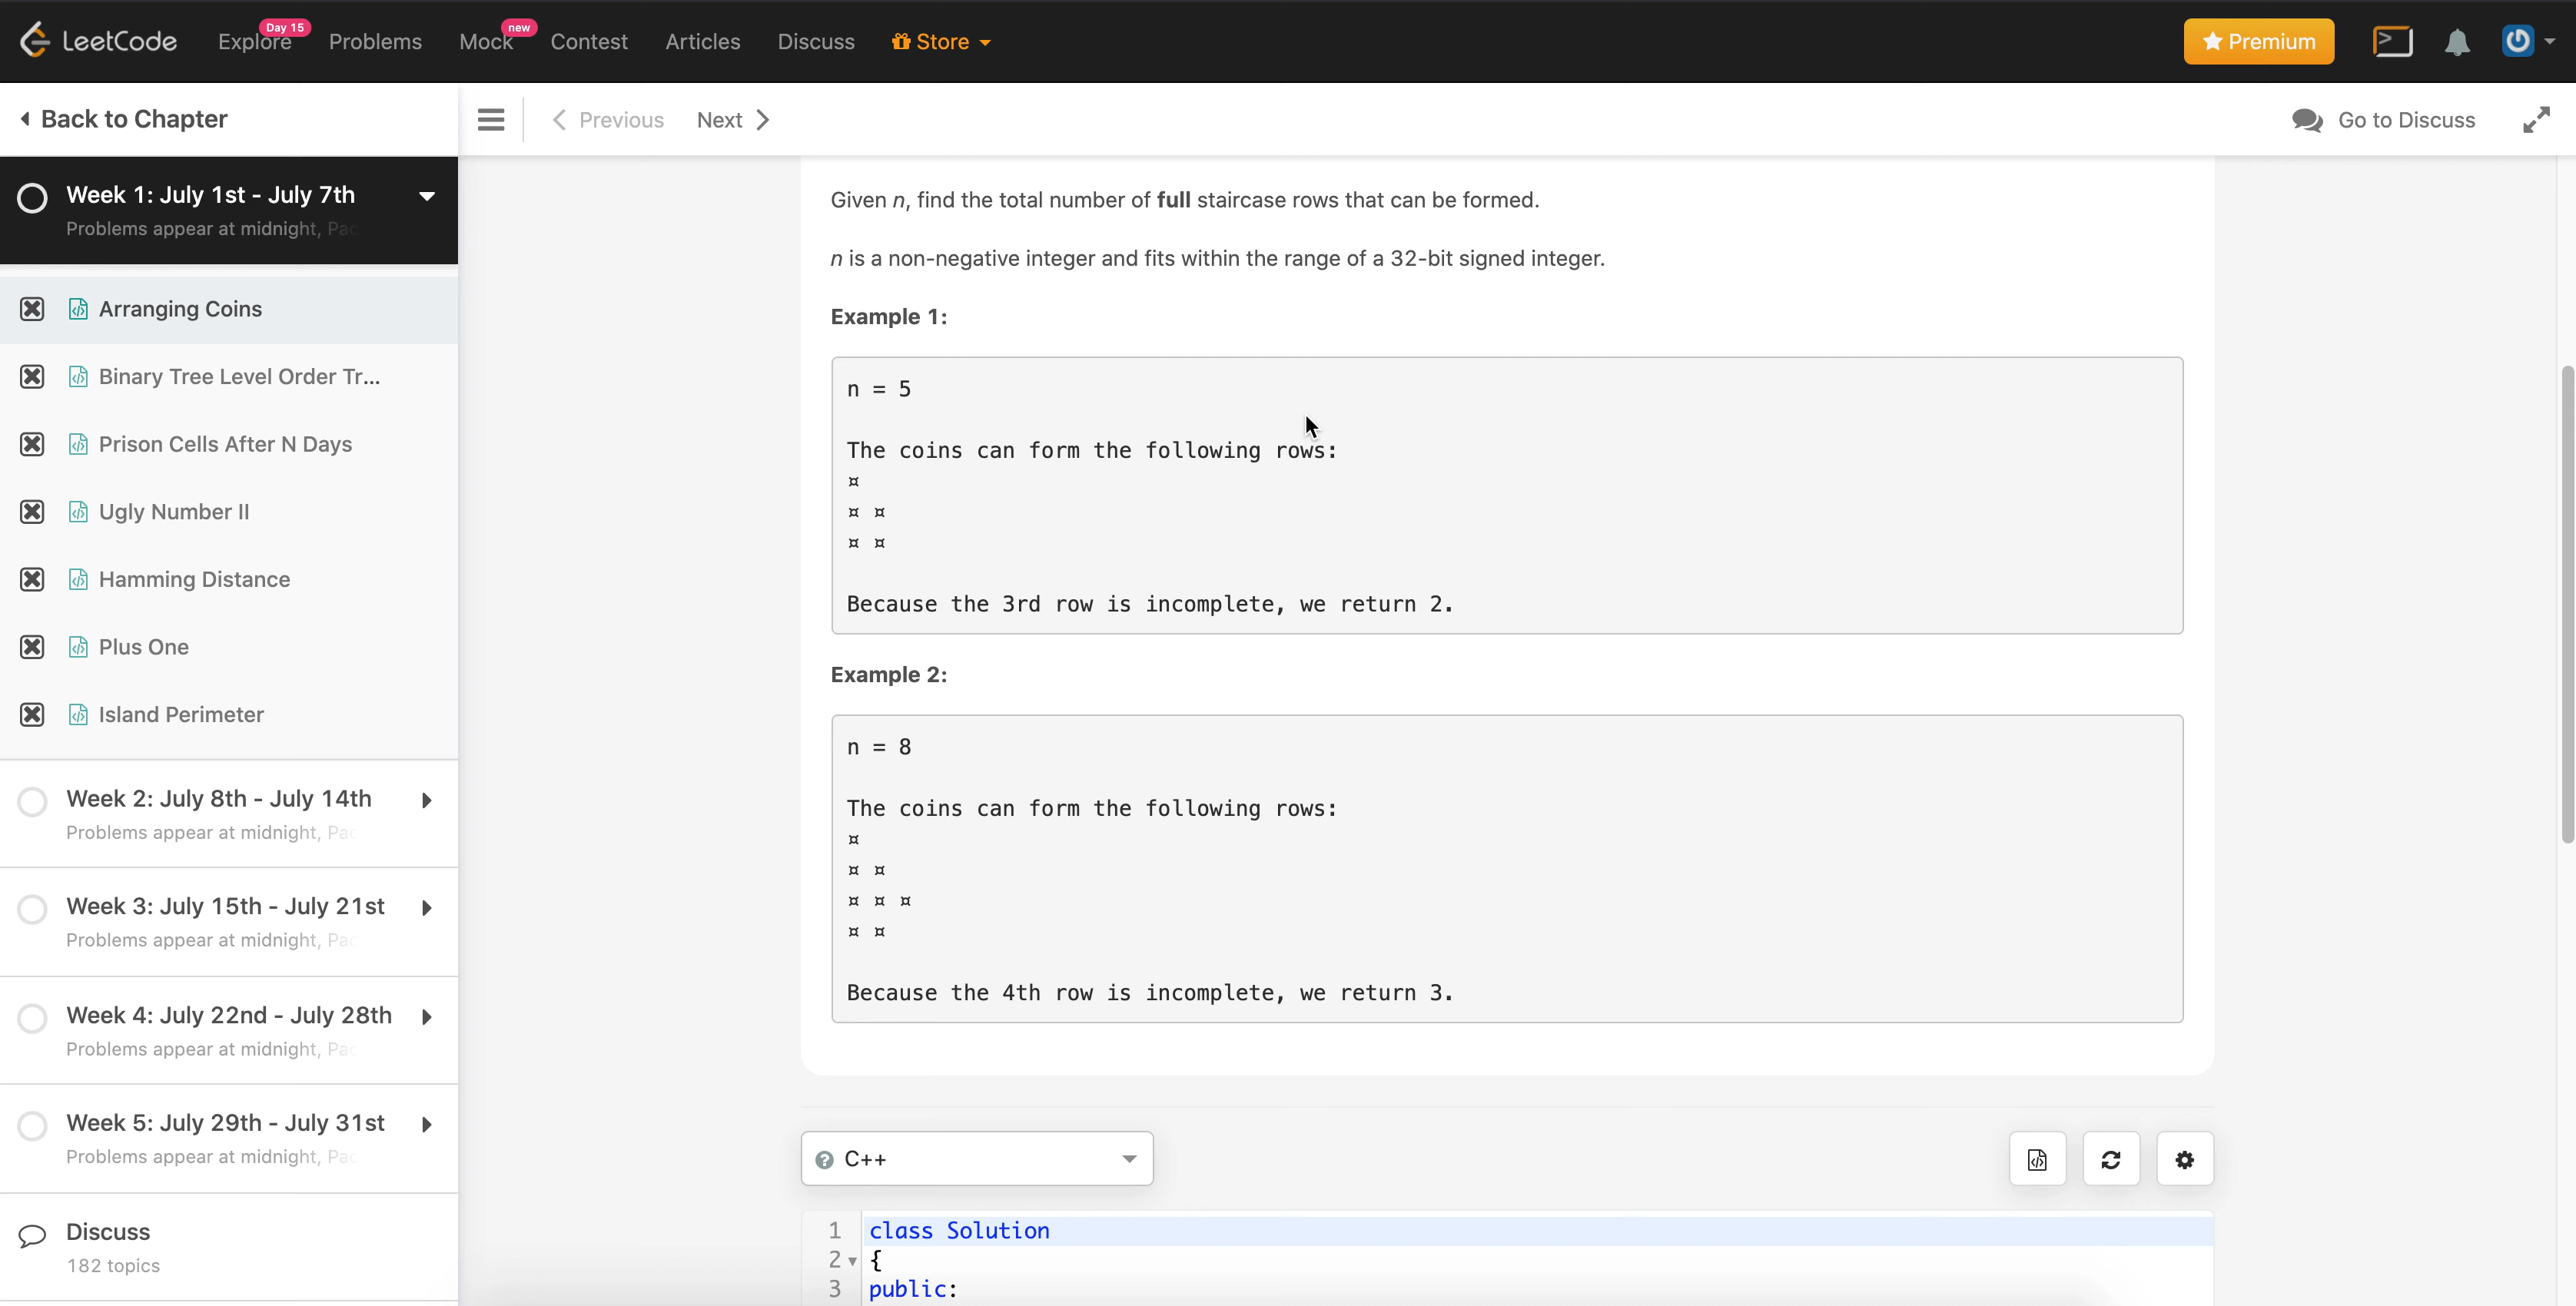 LeetCode Explore Day 15 Problems Mock new Contest Articles Discuss Store Premium
Back to Chapter
Previous Next Go to Discuss
Week 1: July 1st - July 7th
Problems appear at midnight,
Arranging Coins
Binary Tree Level Order Tr...
Prison Cells After N Days
Ugly Number II
Hamming Distance
Plus One
Island Perimeter
Week 2: July 8th - July 14th
Problems appear at midnight,
Week 3: July 15th - July 21st
Problems appear at midnight,
Week 4: July 22nd - July 28th
Problems appear at midnight,
Week 5: July 29th - July 31st
Problems appear at midnight,
Discuss
182 topics
Given n, find the total number of full staircase rows that can be formed.
n is a non-negative integer and fits within the range of a 32-bit signed integer.
Example 1:
n = 5
The coins can form the following rows:
¤
¤ ¤
¤ ¤
Because the 3rd row is incomplete, we return 2.
Example 2:
n = 8
The coins can form the following rows:
¤
¤ ¤
¤ ¤ ¤
¤ ¤
Because the 4th row is incomplete, we return 3.
C++
1 class Solution
2 {
3 public: